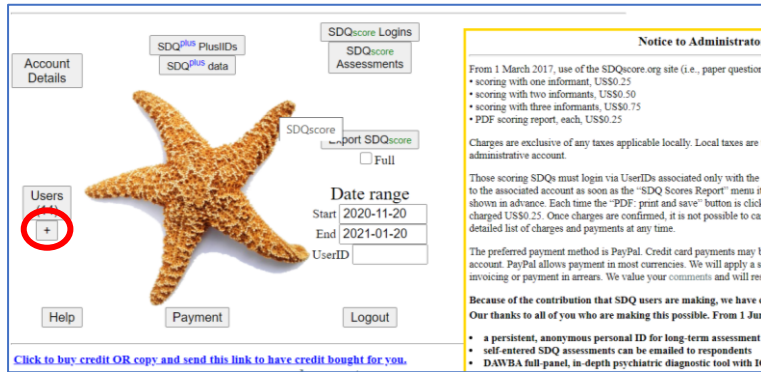 SDQscore Logins
SDQplus PlusIDs
SDQscore
Assessments
SDQplus data
Account
Details
SDQscore
Export SDQscore
Full
Users
(11)
+
Date range
Start 2020-11-20
End 2021-01-20
UserID
Help
Payment
Logout
Click to buy credit OR copy and send this link to have credit bought for you.
Notice to Administrato
From 1 March 2017, use of the SDQscore.org site (i.e., paper question
• scoring with one informant, US$0.25
• scoring with two informants, US$0.50
• scoring with three informants, US$0.75
• PDF scoring report, each, US$0.25
Charges are exclusive of any taxes applicable locally. Local taxes are
administrative account.
Those scoring SDQs must login via UserIDs associated only with the
to the associated account as soon as the “SDQ Scores Report” menu it
shown in advance. Each time the “PDF: print and save” button is click
charged US$0.25. Once charges are confirmed, it is not possible to ca
detailed list of charges and payments at any time.
The preferred payment method is PayPal. Credit card payments may b
account. PayPal allows payment in most currencies. We will apply a s
invoicing or payment in arrears. We value your comments and will res
Because of the contribution that SDQ users are making, we have d
Our thanks to all of you who are making this possible. From 1 Jun
• a persistent, anonymous personal ID for long-term assessment
• self-entered SDQ assessments can be emailed to respondents
• DAWBA full-panel, in-depth psychiatric diagnostic tool with I